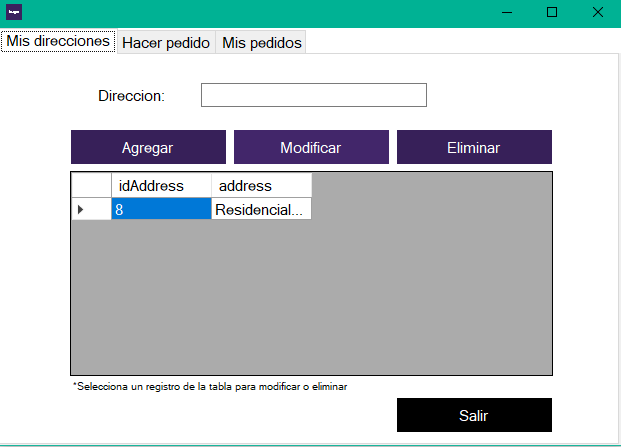 hugo
Mis direcciones Hacer pedido Mis pedidos
Direccion:
Agregar Modificar Eliminar
idAddress address
8 Residencial...
*Selecciona un registro de la tabla para modificar o eliminar
Salir